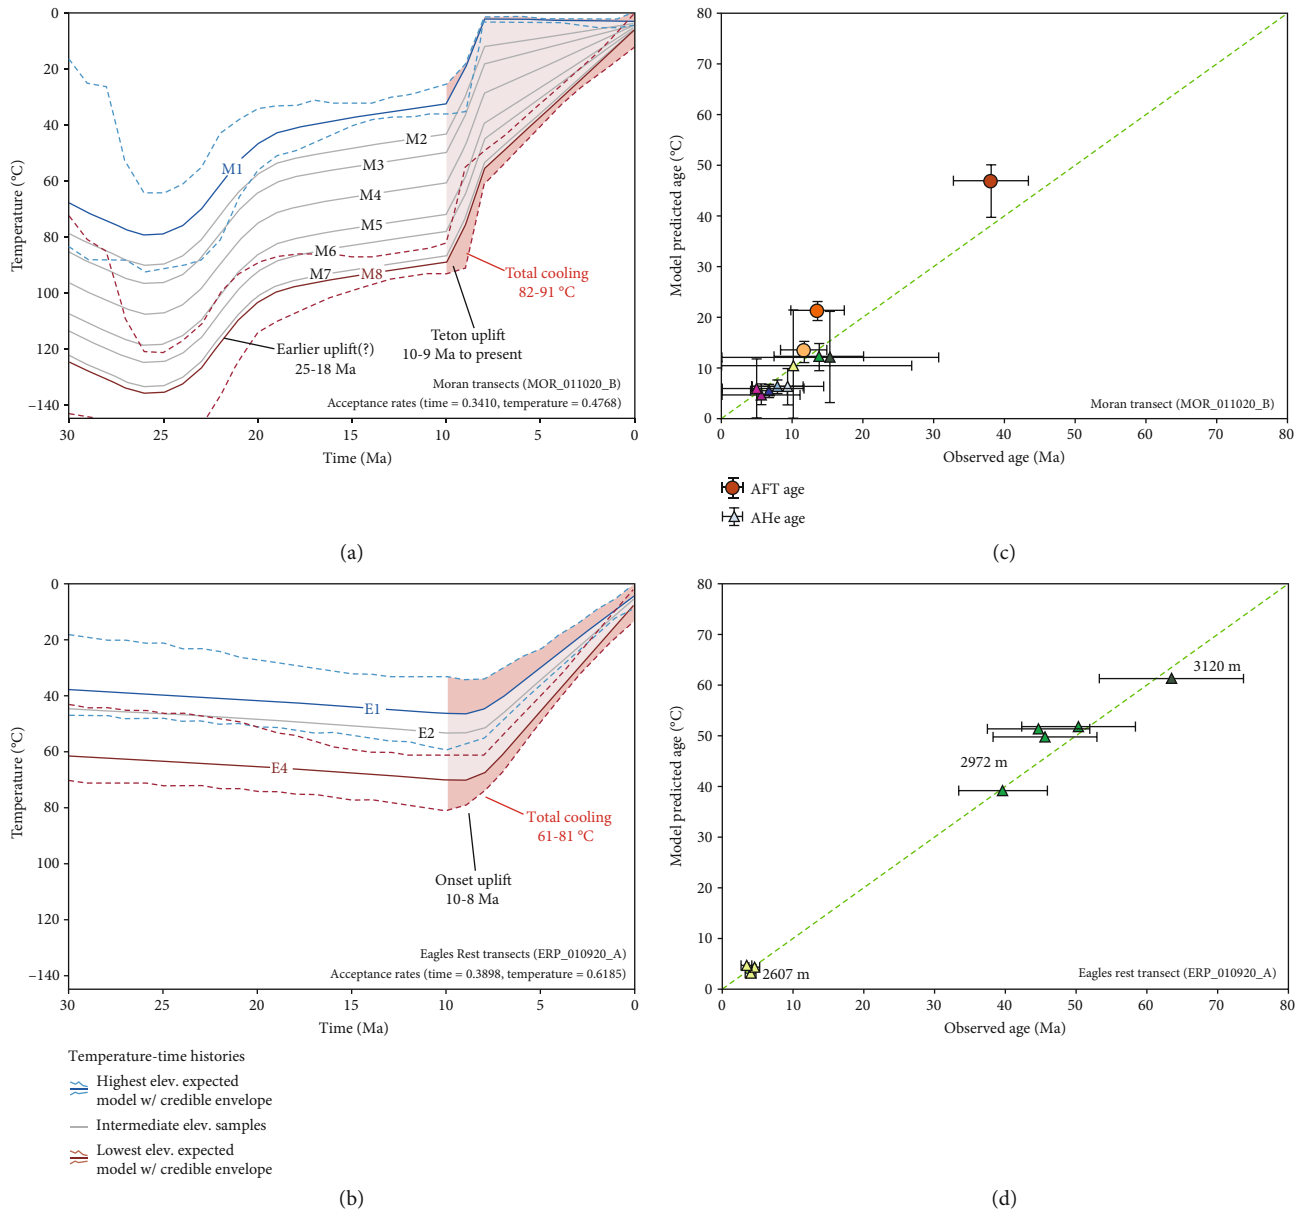 0
20
40
60
80
100
120
−140
Temperature (°C)
30
25
20
15
10
5
0
Time (Ma)
M1
M2
M3
M4
M5
M6
M7
M8
Total cooling
82-91 °C
Teton uplift
10-9 Ma to present
Earlier uplift(?)
25-18 Ma
Moran transects (MOR_011020_B)
Acceptance rates (time = 0.3410, temperature = 0.4768)
(a)
80
70
60
50
40
30
20
10
0
Model predicted age (°C)
0
10
20
30
40
50
60
70
80
Observed age (Ma)
Moran transect (MOR_011020_B)
AFT age
AHe age
(c)
0
20
40
60
80
100
120
−140
Temperature (°C)
30
25
20
15
10
5
0
Time (Ma)
E1
E2
E4
Total cooling
61-81 °C
Onset uplift
10-8 Ma
Eagles Rest transects (ERP_010920_A)
Acceptance rates (time = 0.3898, temperature = 0.6185)
Temperature-time histories
Highest elev. expected
model w/ credible envelope
Intermediate elev. samples
Lowest elev. expected
model w/ credible envelope
(b)
80
70
60
50
40
30
20
10
0
Model predicted age (°C)
0
10
20
30
40
50
60
70
80
Observed age (Ma)
3120 m
2972 m
2607 m
Eagles rest transect (ERP_010920_A)
(d)